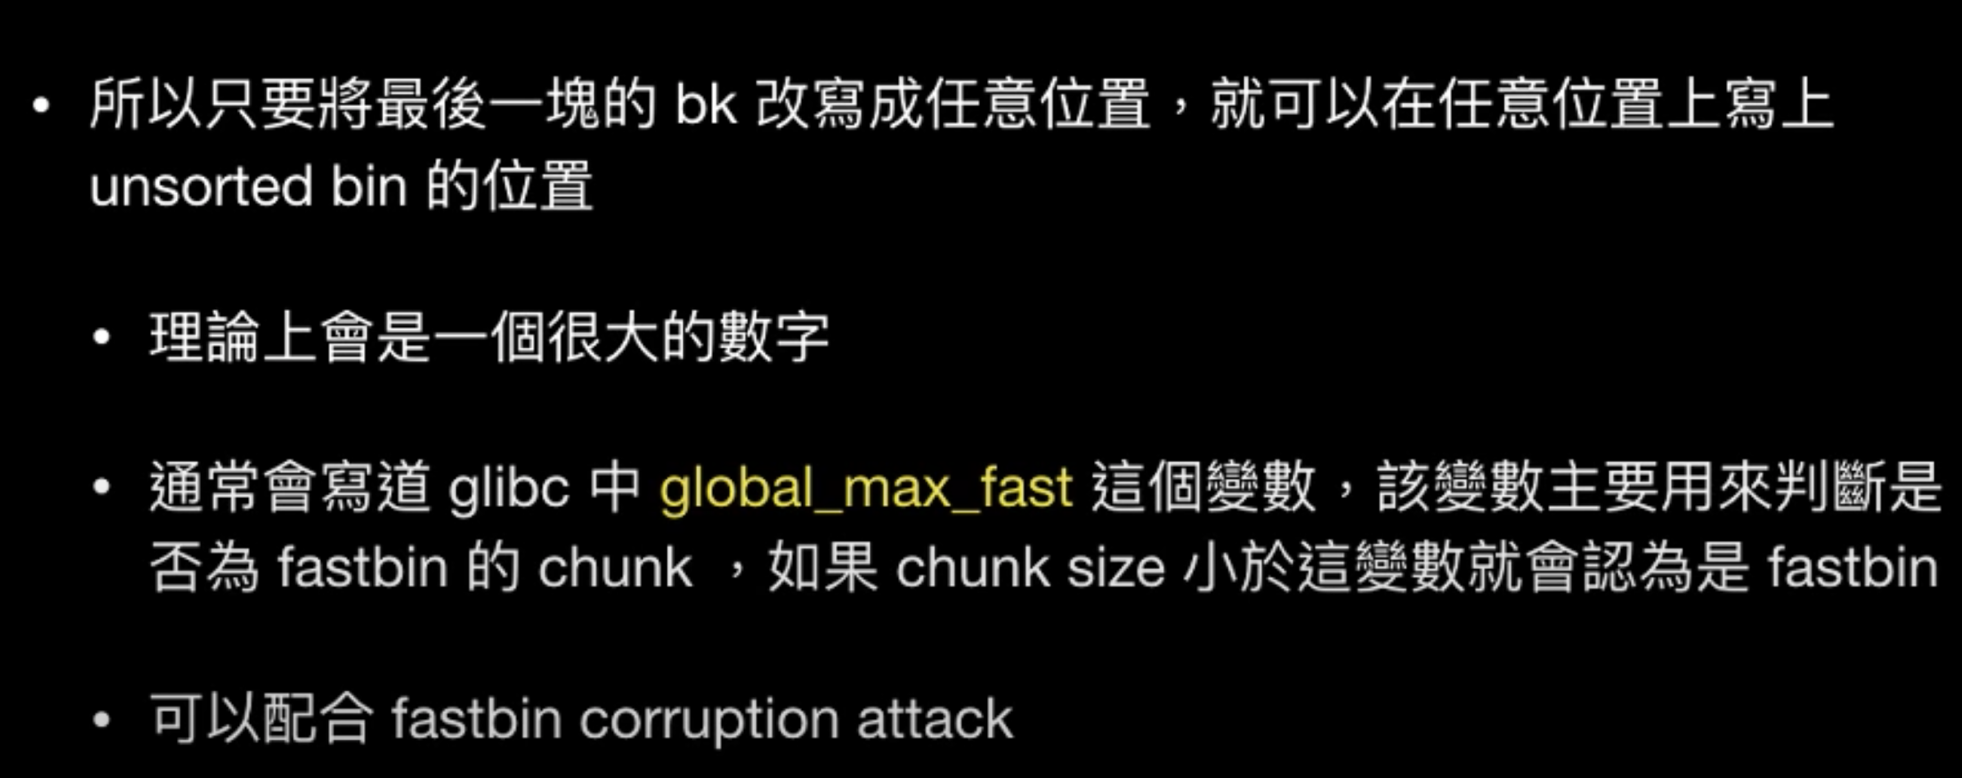 • 所以只要將最後一塊的 bk 改寫成任意位置，就可以在任意位置上寫上
unsorted bin 的位置
• 理論上會是一個很大的數字
• 通常會寫道 glibc 中 global_max_fast 這個變數，該變數主要用來判斷是
否為 fastbin 的 chunk ，如果 chunk size 小於這變數就會認為是 fastbin
• 可以配合 fastbin corruption attack